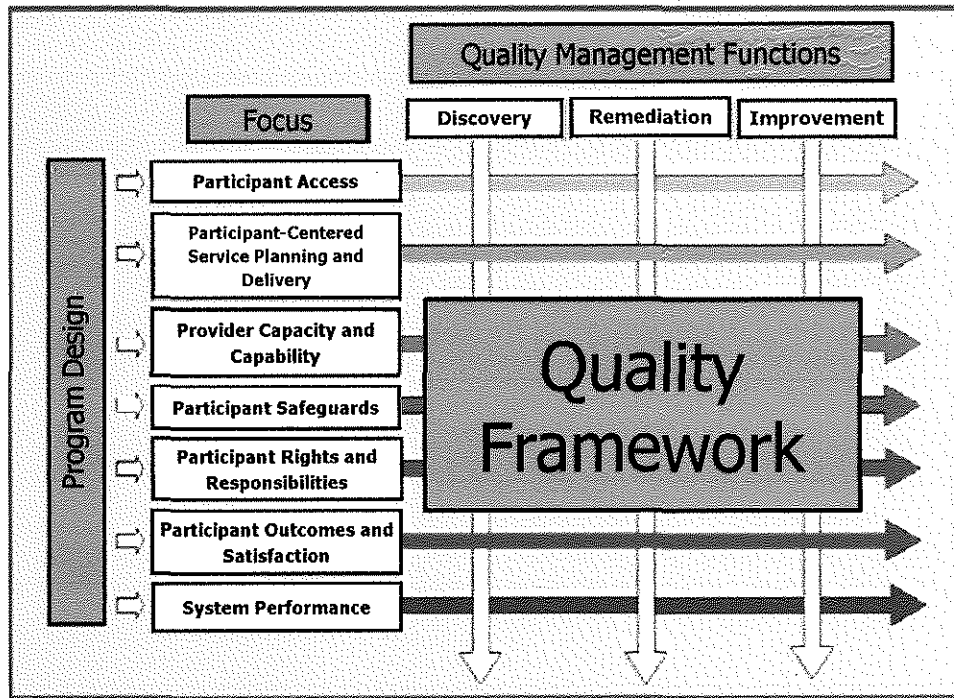 Quality Management Functions
Focus
Discovery
Remediation
Improvement
Program Design
Participant Access
Participant-Centered
Service Planning and
Delivery
Provider Capacity and
Capability
Participant Safeguards
Participant Rights and
Responsibilities
Participant Outcomes and
Satisfaction
System Performance
Quality
Framework